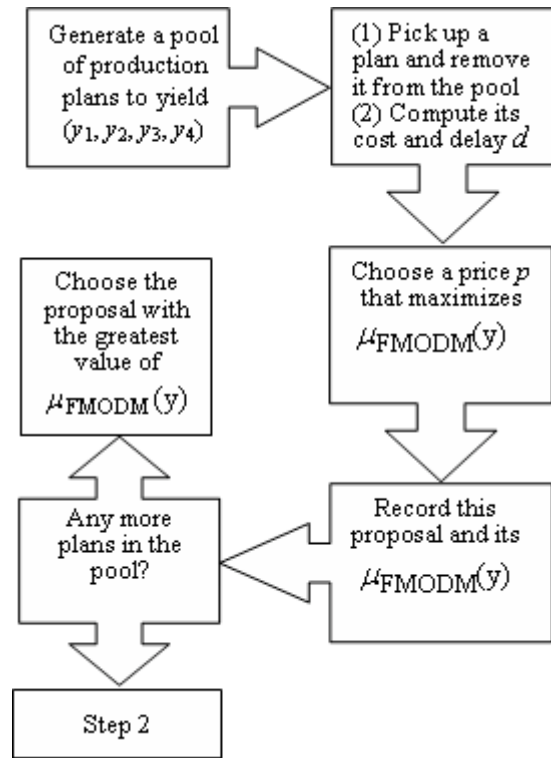 Generate a pool
of production
plans to yield
(y1, y2, y3, y4)
(1) Pick up a
plan and remove
it from the pool
(2) Compute its
cost and delay d
Choose a price p
that maximizes
μFMODM(y)
Record this
proposal and its
μFMODM(y)
Any more
plans in the
pool?
Choose the
proposal with
the greatest
value of
μFMODM(y)
Step 2